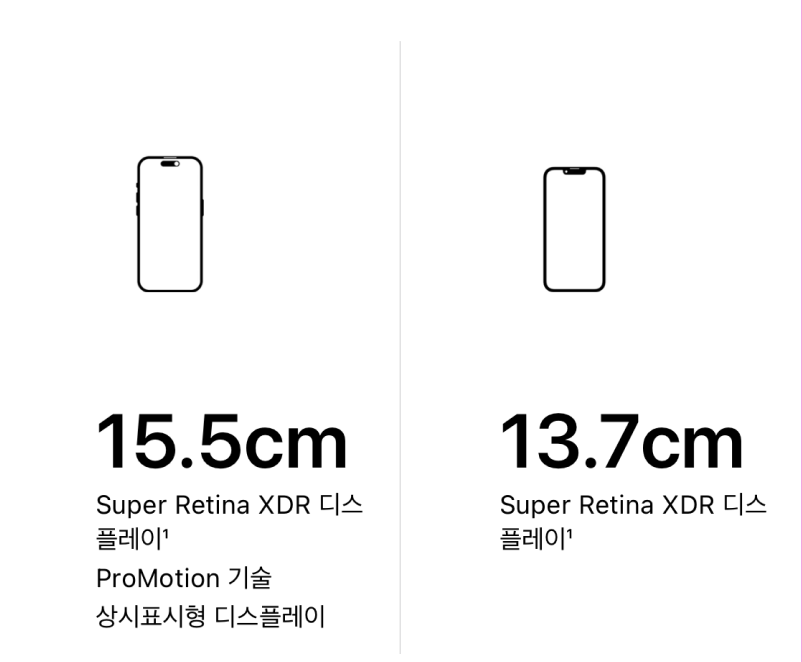 15.5cm
Super Retina XDR 디스
플레이¹
ProMotion 기술
상시표시형 디스플레이
13.7cm
Super Retina XDR 디스
플레이¹